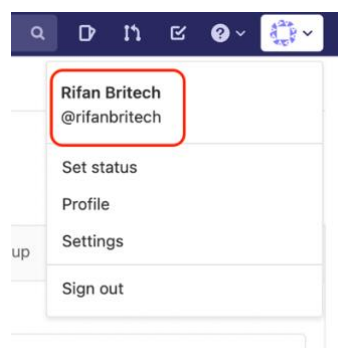 Rifan Britech
@rifanbritech
Set status
Profile
up
Settings
Sign out